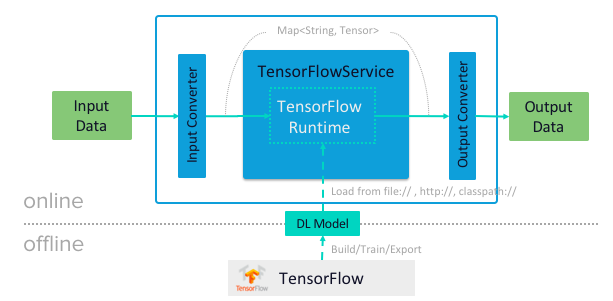 Map<String, Tensor>
Input
Data
Input Converter
TensorFlowService
TensorFlow
Runtime
Output Converter
Output
Data
Load from file:// , http://, classpath://
online
DL Model
offline
Build/Train/Export
TensorFlow
TensorFlow